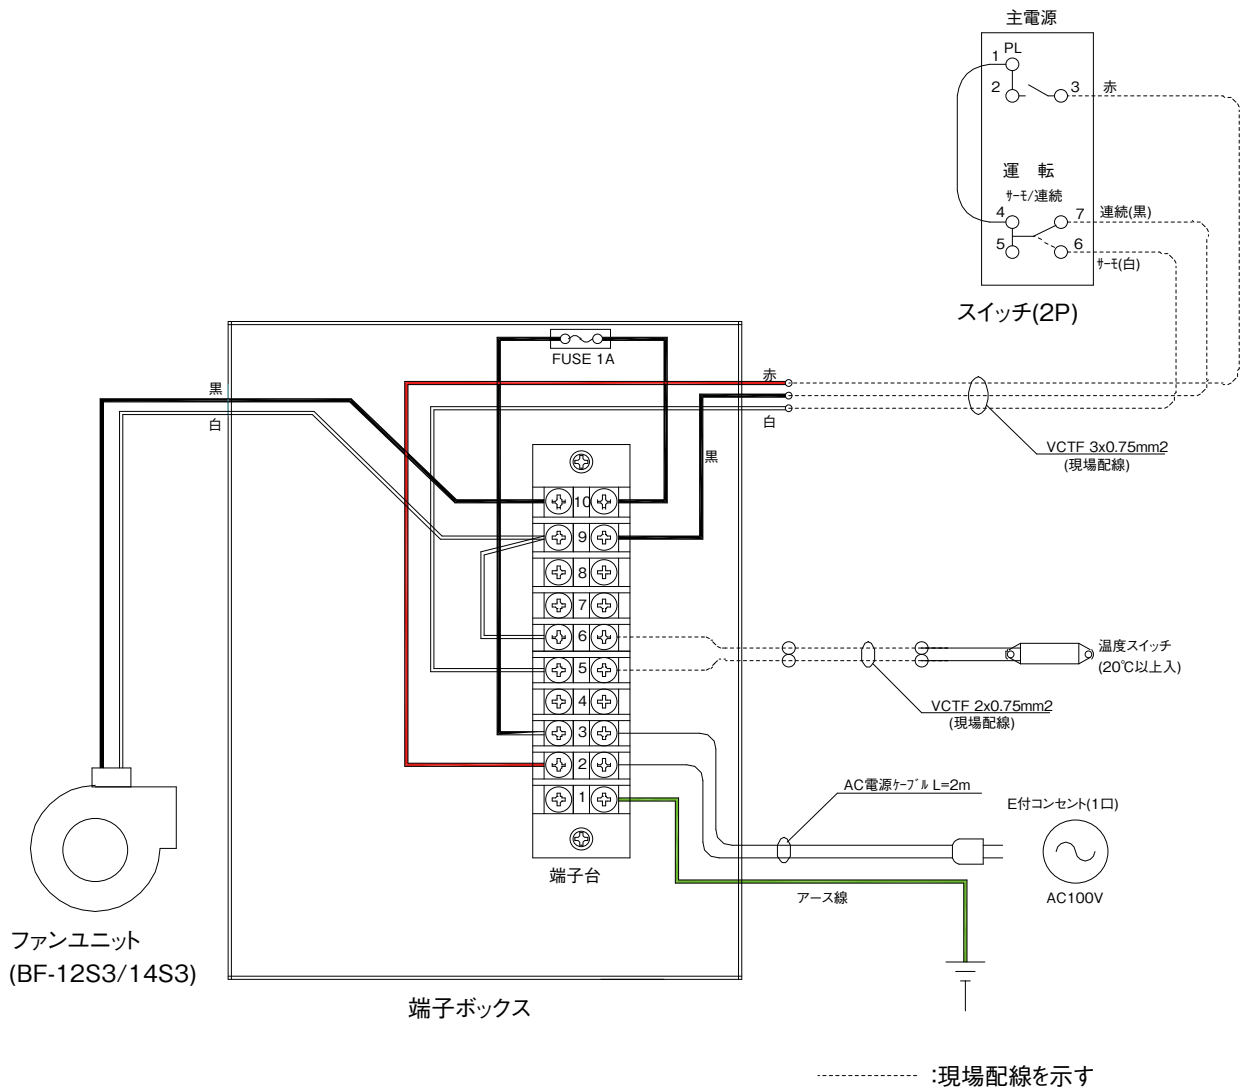 主電源
PL
1
2
3
赤
運 転
サーモ/連続
4
7
連続(黒)
5
6
サーモ(白)
スイッチ(2P)
FUSE 1A
赤
黒
白
白
VCTF 3x0.75mm2
(現場配線)
黒
10
9
8
7
6
5
4
3
2
1
温度スイッチ
(20℃以上入)
VCTF 2x0.75mm2
(現場配線)
AC電源ケーブル L=2m
E付コンセント(1口)
端子台
アース線
AC100V
ファンユニット
(BF-12S3/14S3)
端子ボックス
:現場配線を示す